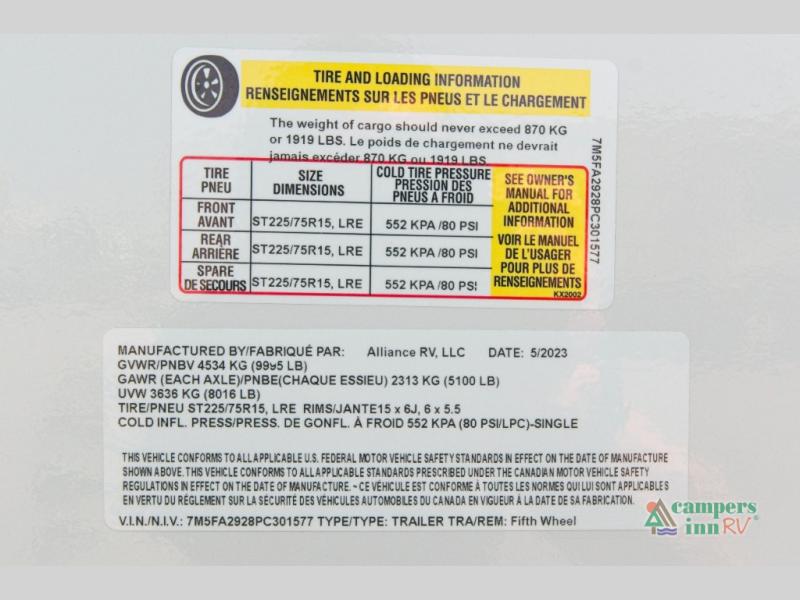 TIRE AND LOADING INFORMATION
RENSEIGNEMENTS SUR LES PNEUS ET LE CHARGEMENT
The weight of cargo should never exceed 870 KG
or 1919 LBS. Le poids de chargement ne devrait
jamais excéder 870 KG ou 1919 LBS
TIRE PNEU SIZE DIMENSIONS COLD TIRE PRESSURE PRESSION DES PNEUS À FROID
FRONT AVANT ST225/75R15, LRE 552 KPA /80 PSI
REAR ARRIÈRE ST225/75R15, LRE 552 KPA /80 PSI
SPARE DE SECOURS ST225/75R15, LRE 552 KPA /80 PSI
SEE OWNER'S
MANUAL FOR
ADDITIONAL
INFORMATION
VOIR LE MANUEL
DE L'USAGER
POUR PLUS DE
RENSEIGNEMENTS
KX2002
7M5FA2928PC301577
MANUFACTURED BY/FABRIQUÉ PAR: Alliance RV, LLC DATE: 5/2023
GVWR/PNBV 4534 KG (9995 LB)
GAWR (EACH AXLE)/PNBE(CHAQUE ESSIEU) 2313 KG (5100 LB)
UVW 3636 KG (8016 LB)
TIRE/PNEU ST225/75R15, LRE RIMS/JANTE15 x 6J, 6 x 5.5
COLD INFL. PRESS/PRESS. DE GONFL. À FROID 552 KPA (80 PSI/LPC)-SINGLE
THIS VEHICLE CONFORMS TO ALL APPLICABLE U.S. FEDERAL MOTOR VEHICLE SAFETY STANDARDS IN EFFECT ON THE DATE OF MANUFACTURE
SHOWN ABOVE. THIS VEHICLE CONFORMS TO ALL APPLICABLE STANDARDS PRESCRIBED UNDER THE CANADIAN MOTOR VEHICLE SAFETY
REGULATIONS IN EFFECT ON THE DATE OF MANUFACTURE. ~ CE VÉHICULE EST CONFORME À TOUTES LES NORMES QUI LUI SONT APPLICABLES
EN VERTU DU RÉGLEMENT SUR LA SÉCURITÉ DES VÉHICULES AUTOMOBILES DU CANADA EN VIGUEUR À LA DATE DE SA FABRICATION.
V.I.N./N.I.V.: 7M5FA2928PC301577 TYPE/TYPE: TRAILER TRA/REM: Fifth Wheel
campers
inn RV®